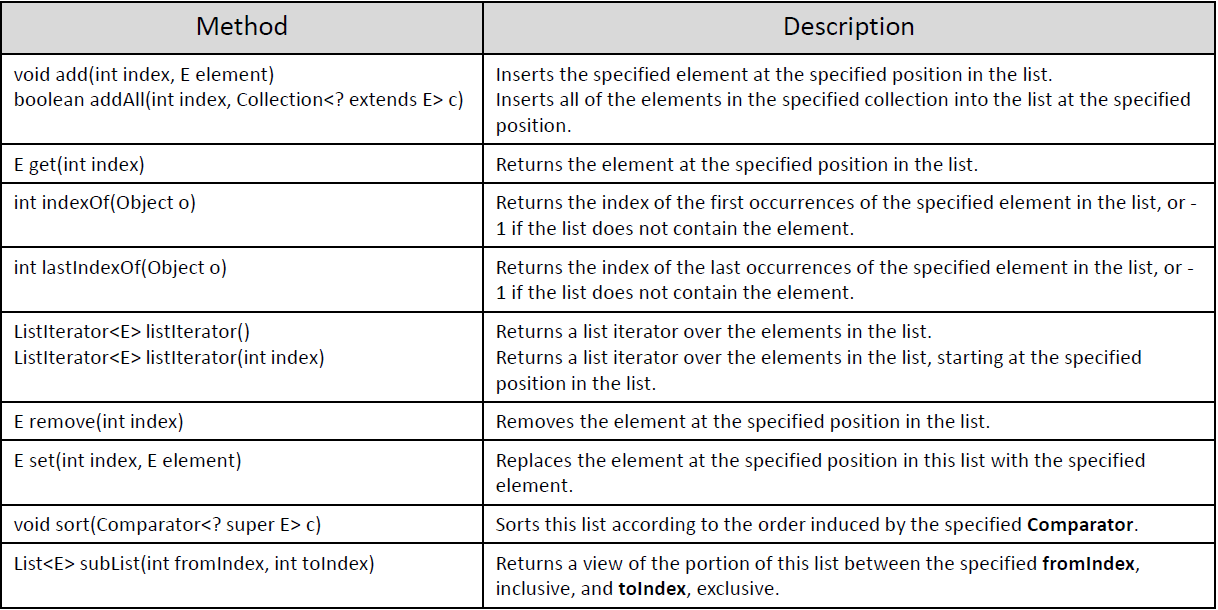 Method
Description
void add(int index, E element)
boolean addAll(int index, Collection<? extends E> c)
Inserts the specified element at the specified position in the list.
Inserts all of the elements in the specified collection into the list at the specified
position.
E get(int index)
Returns the element at the specified position in the list.
int indexOf(Object o)
Returns the index of the first occurrences of the specified element in the list, or -
1 if the list does not contain the element.
int lastIndexOf(Object o)
Returns the index of the last occurrences of the specified element in the list, or -
1 if the list does not contain the element.
ListIterator<E> listIterator()
ListIterator<E> listIterator(int index)
Returns a list iterator over the elements in the list.
Returns a list iterator over the elements in the list, starting at the specified
position in the list.
E remove(int index)
Removes the element at the specified position in the list.
E set(int index, E element)
Replaces the element at the specified position in this list with the specified
element.
void sort(Comparator<? super E> c)
Sorts this list according to the order induced by the specified Comparator.
List<E> subList(int fromIndex, int toIndex)
Returns a view of the portion of this list between the specified fromIndex,
inclusive, and toIndex, exclusive.